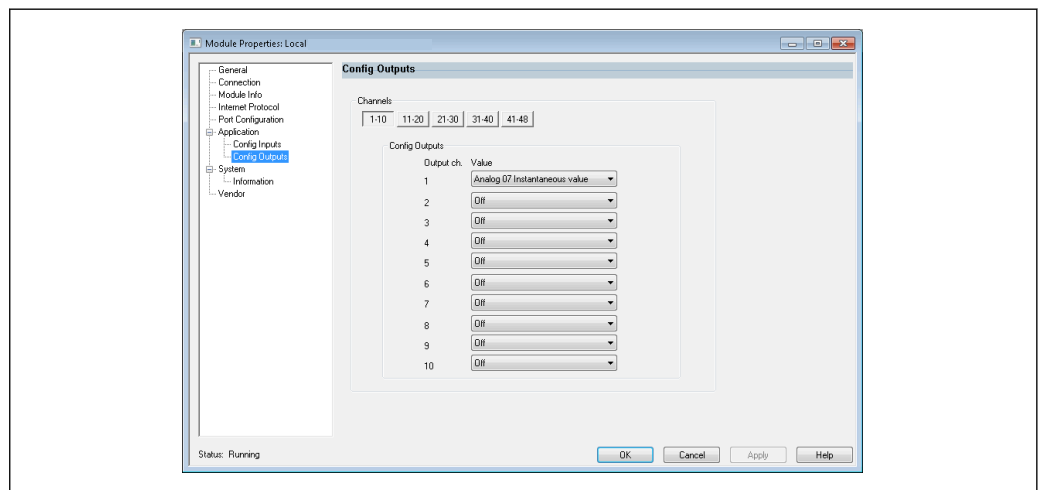 Module Properties: Local
General
Connection
Module Info
Internet Protocol
Port Configuration
Application
Config Inputs
Config Outputs
System
Information
Vendor
Config Outputs
Channels
1-10 11-20 21-30 31-40 41-48
Config Outputs
Output ch. Value
1 Analog 07 Instantaneous value
2 Off
3 Off
4 Off
5 Off
6 Off
7 Off
8 Off
9 Off
10 Off
Status: Running
OK Cancel Apply Help